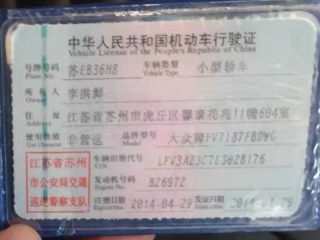 中华人民共和国机动车行驶证
Vehicle License of the People's Republic of China
号牌号码 苏EB36H8 车辆类型 小型轿车
Plate No. Vehicle Type
所有人 李洪鲜
Owner
住址 江苏省苏州市虎丘区馨泰花苑11幢604室
Address
使用性质 非营运 品牌型号 大众牌FV7187FBDWG
Use Character Model
江苏省苏州
市公安局交通
巡逻警察支队
车辆识别代号 LFV3A23C7E3028176
VIN
发动机号码 B26972
Engine No.
注册日期 2014-04-29 发证日期 2014-04-29
Register Date Issue Date